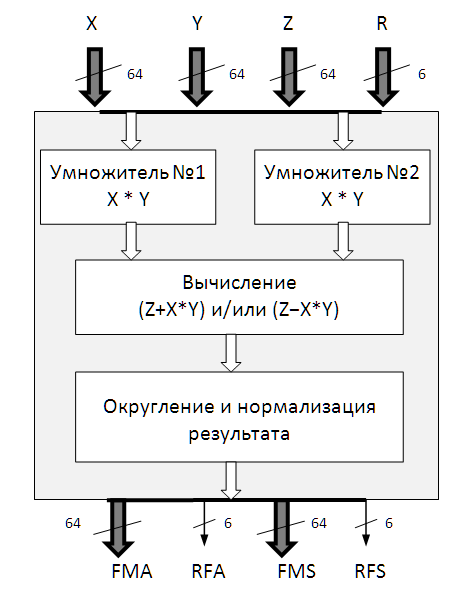 X Y Z R
64 64 64 6
Умножитель №1
X * Y
Умножитель №2
X * Y
Вычисление
(Z+X*Y) и/или (Z−X*Y)
Округление и нормализация
результата
64 6 64 6
FMA RFA FMS RFS